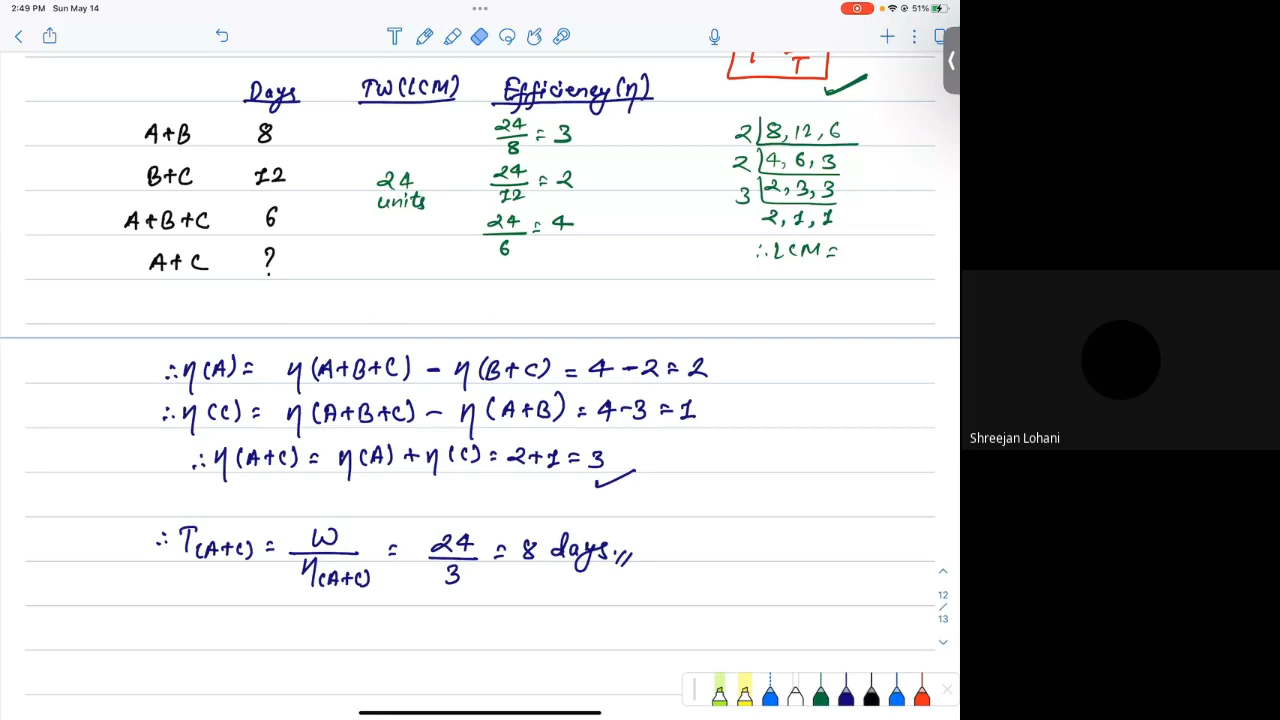 2:49 PM Sun May 14
51%
T
Days TW(LCM) Efficiency(η)
A+B 8 24/8 = 3 2 | 8, 12, 6
B+C 12 24 units 24/12 = 2 2 | 4, 6, 3
A+B+C 6 24/6 = 4 3 | 2, 3, 3
2, 1, 1
A+C ? ∴LCM =
∴η(A) = η(A+B+C) - η(B+C) = 4-2 = 2
∴η(C) = η(A+B+C) - η(A+B) = 4-3 = 1
∴η(A+C) = η(A) + η(C) = 2+1 = 3
∴T(A+C) = W/η(A+C) = 24/3 = 8 days.,,
12
/
13
Shreejan Lohani